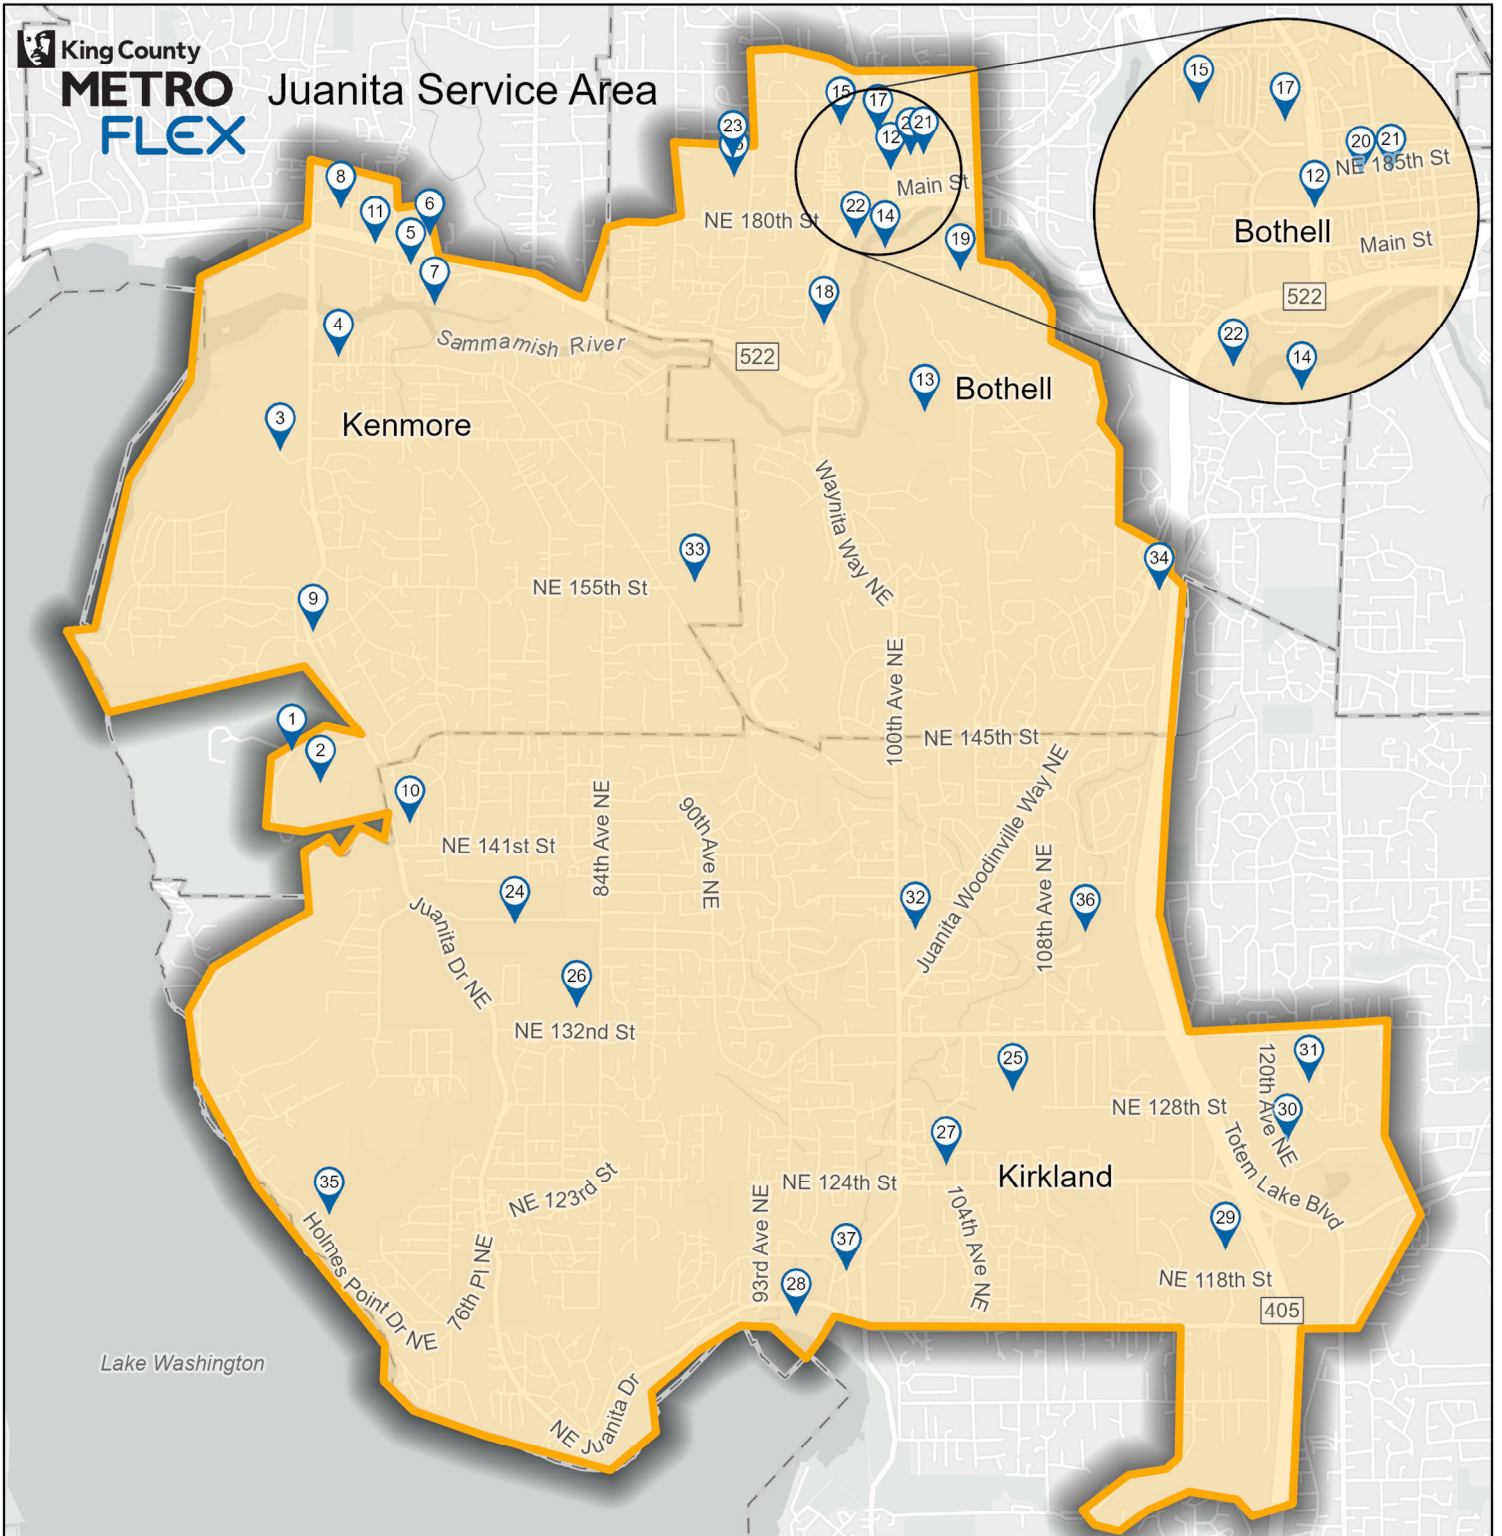 King County
METRO
FLEX
Juanita Service Area
15
17
20
21
NE 185th St
12
Bothell
Main St
522
22
14
23
15
17
21
12
Main St
8
11
6
5
7
NE 180th St
22
14
19
18
4
Sammamish River
522
13
Bothell
3
Kenmore
Waynita Way NE
33
34
NE 155th St
9
100th Ave NE
1
2
NE 145th St
10
84th Ave NE
90th Ave NE
Juanita Woodinville Way NE
NE 141st St
108th Ave NE
24
32
36
Juanita Dr NE
26
NE 132nd St
25
31
120th Ave NE
NE 128th St
30
27
Totem Lake Blvd
Kirkland
35
NE 123rd St
NE 124th St
104th Ave NE
29
Holmes Point Dr NE
76th Pl NE
93rd Ave NE
37
NE 118th St
28
405
Lake Washington
NE Juanita Dr